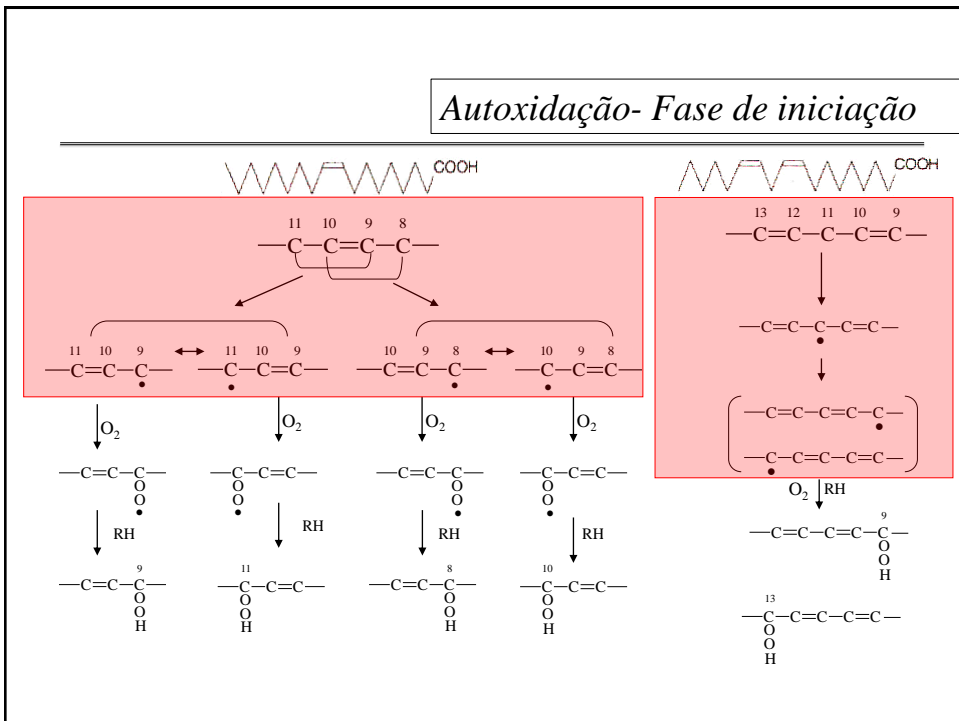 Autoxidação- Fase de iniciação
COOH
COOH
11 10 9 8
—C—C=C—C—
11 10 9
—C=C—C—
11 10 9
—C—C=C—
10 9 8
—C=C—C—
10 9 8
—C—C=C—
O2 O2 O2 O2
—C=C—C—
O
O
•
—C—C=C—
O
O
•
—C=C—C—
O
O
•
—C—C=C—
O
O
•
RH RH RH RH
9
—C=C—C—
O
O
H
11
—C—C=C—
O
O
H
8
—C=C—C—
O
O
H
10
—C—C=C—
O
O
H
13 12 11 10 9
—C=C—C—C=C—
—C=C—C—C=C—
•
—C=C—C=C—C—
•
—C—C=C—C=C—
•
O2 RH
9
—C=C—C=C—C—
O
O
H
13
—C—C=C—C=C—
O
O
H